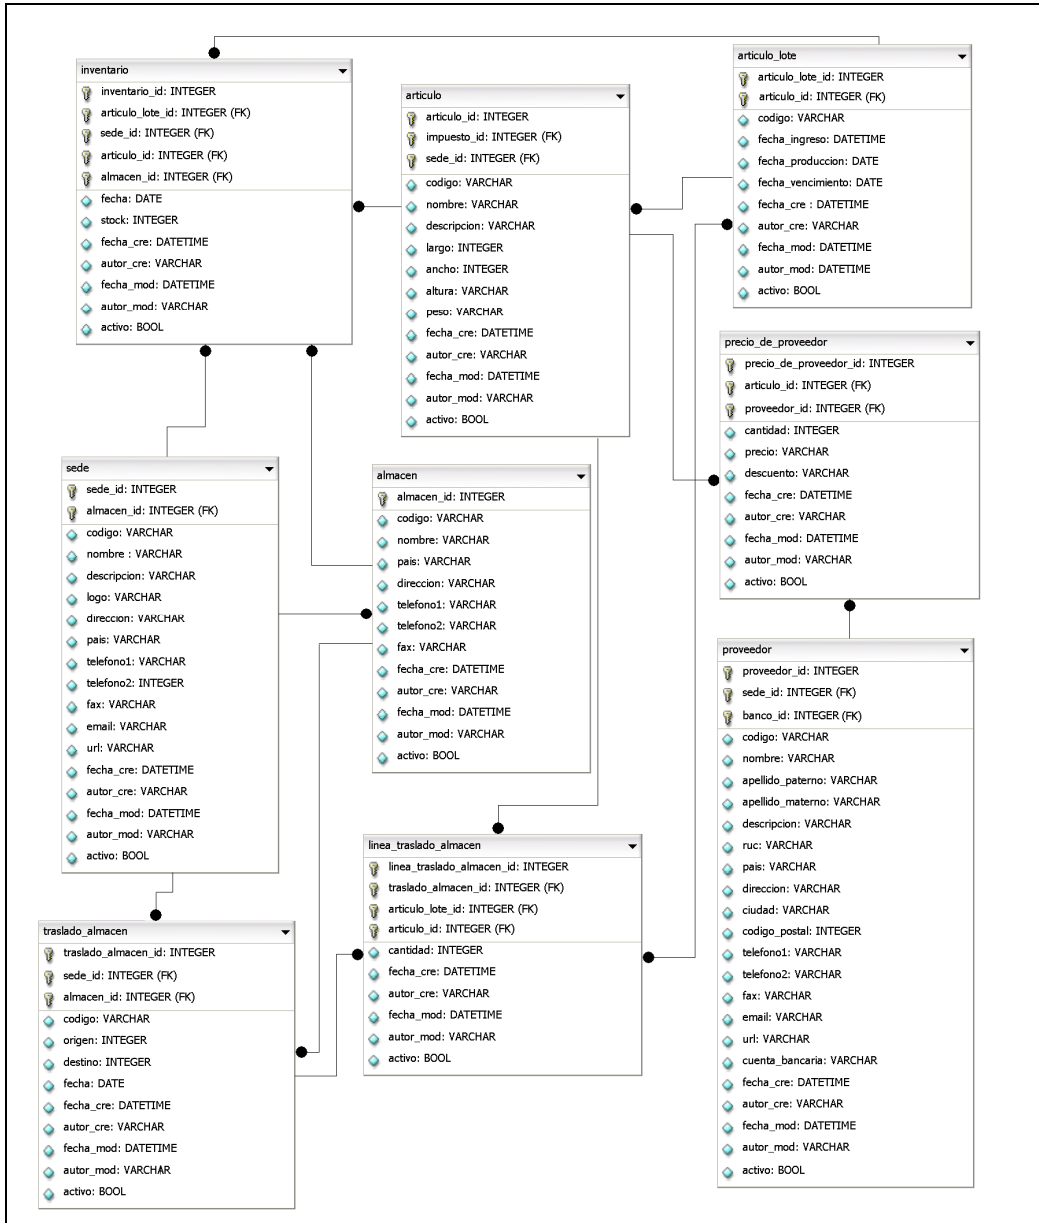 inventario
inventario_id: INTEGER
articulo_lote_id: INTEGER (FK)
sede_id: INTEGER (FK)
articulo_id: INTEGER (FK)
almacen_id: INTEGER (FK)
fecha: DATE
stock: INTEGER
fecha_cre: DATETIME
autor_cre: VARCHAR
fecha_mod: DATETIME
autor_mod: VARCHAR
activo: BOOL
articulo
articulo_id: INTEGER
impuesto_id: INTEGER (FK)
sede_id: INTEGER (FK)
codigo: VARCHAR
nombre: VARCHAR
descripcion: VARCHAR
largo: INTEGER
ancho: INTEGER
altura: VARCHAR
peso: VARCHAR
fecha_cre: DATETIME
autor_cre: VARCHAR
fecha_mod: DATETIME
autor_mod: VARCHAR
activo: BOOL
articulo_lote
articulo_lote_id: INTEGER
articulo_id: INTEGER (FK)
codigo: VARCHAR
fecha_ingreso: DATETIME
fecha_produccion: DATE
fecha_vencimiento: DATE
fecha_cre : DATETIME
autor_cre: VARCHAR
fecha_mod: DATETIME
autor_mod: DATETIME
activo: BOOL
precio_de_proveedor
precio_de_proveedor_id: INTEGER
articulo_id: INTEGER (FK)
proveedor_id: INTEGER (FK)
cantidad: INTEGER
precio: VARCHAR
descuento: VARCHAR
fecha_cre: DATETIME
autor_cre: VARCHAR
fecha_mod: DATETIME
autor_mod: VARCHAR
activo: BOOL
sede
sede_id: INTEGER
almacen_id: INTEGER (FK)
codigo: VARCHAR
nombre : VARCHAR
descripcion: VARCHAR
logo: VARCHAR
direccion: VARCHAR
pais: VARCHAR
telefono1: VARCHAR
telefono2: INTEGER
fax: VARCHAR
email: VARCHAR
url: VARCHAR
fecha_cre: DATETIME
autor_cre: VARCHAR
fecha_mod: DATETIME
autor_mod: VARCHAR
activo: BOOL
almacen
almacen_id: INTEGER
codigo: VARCHAR
nombre: VARCHAR
pais: VARCHAR
direccion: VARCHAR
telefono1: VARCHAR
telefono2: VARCHAR
fax: VARCHAR
fecha_cre: DATETIME
autor_cre: VARCHAR
fecha_mod: DATETIME
autor_mod: VARCHAR
activo: BOOL
proveedor
proveedor_id: INTEGER
sede_id: INTEGER (FK)
banco_id: INTEGER (FK)
codigo: VARCHAR
nombre: VARCHAR
apellido_paterno: VARCHAR
apellido_materno: VARCHAR
descripcion: VARCHAR
ruc: VARCHAR
pais: VARCHAR
direccion: VARCHAR
ciudad: VARCHAR
codigo_postal: INTEGER
telefono1: VARCHAR
telefono2: VARCHAR
fax: VARCHAR
email: VARCHAR
url: VARCHAR
cuenta_bancaria: VARCHAR
fecha_cre: DATETIME
autor_cre: VARCHAR
fecha_mod: DATETIME
autor_mod: VARCHAR
activo: BOOL
linea_traslado_almacen
linea_traslado_almacen_id: INTEGER
traslado_almacen_id: INTEGER (FK)
articulo_lote_id: INTEGER (FK)
articulo_id: INTEGER (FK)
cantidad: INTEGER
fecha_cre: DATETIME
autor_cre: VARCHAR
fecha_mod: DATETIME
autor_mod: VARCHAR
activo: BOOL
traslado_almacen
traslado_almacen_id: INTEGER
sede_id: INTEGER (FK)
almacen_id: INTEGER (FK)
codigo: VARCHAR
origen: INTEGER
destino: INTEGER
fecha: DATE
fecha_cre: DATETIME
autor_cre: VARCHAR
fecha_mod: DATETIME
autor_mod: VARCHAR
activo: BOOL